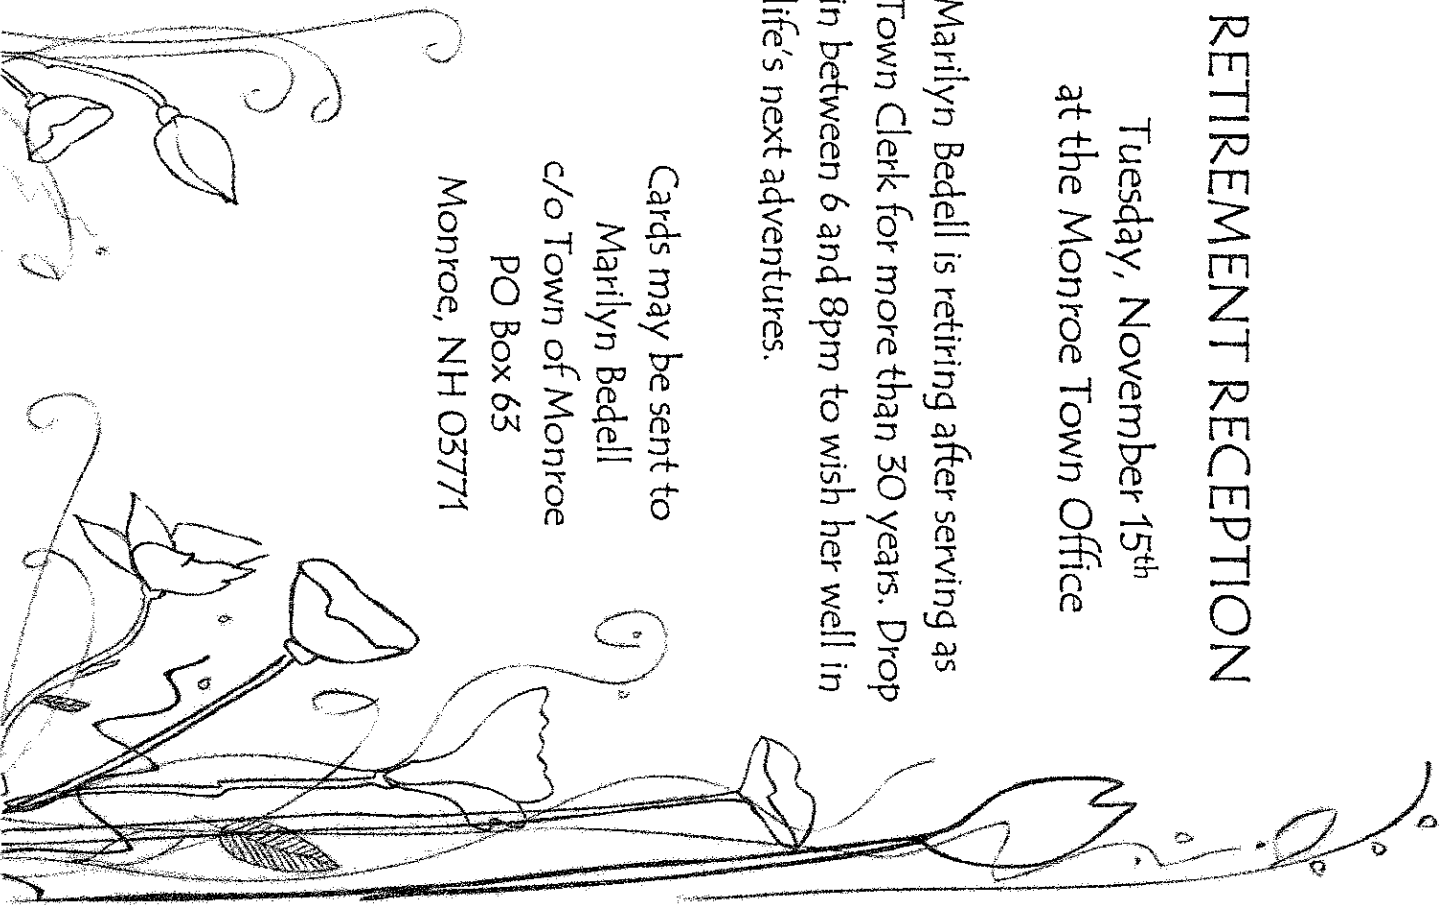 RETIREMENT RECEPTION
Tuesday, November 15th
at the Monroe Town Office
Marilyn Bedell is retiring after serving as
Town Clerk for more than 30 years. Drop
in between 6 and 8pm to wish her well in
life's next adventures.
Cards may be sent to
Marilyn Bedell
c/o Town of Monroe
PO Box 63
Monroe, NH 03771